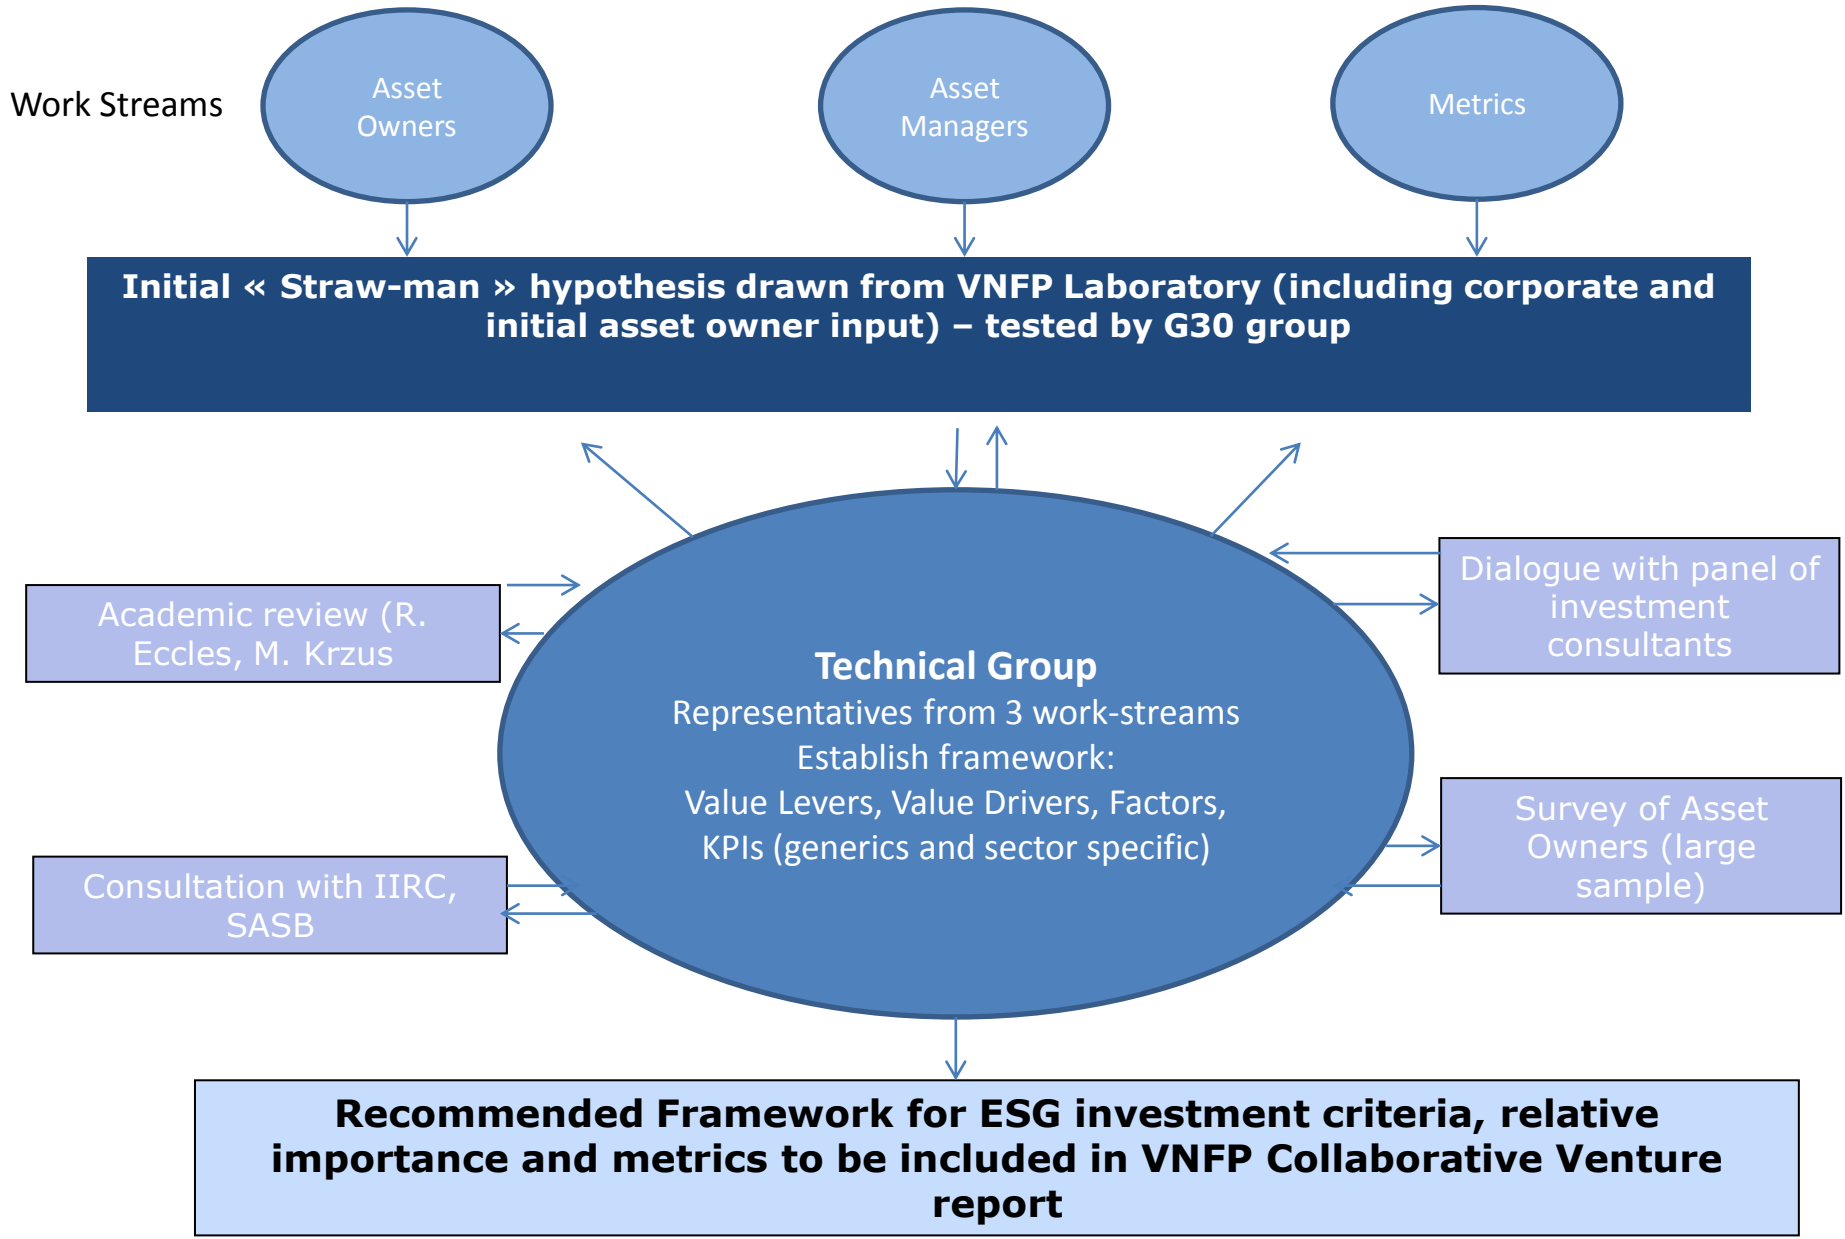 Work Streams
Asset
Owners
Asset
Managers
Metrics
Initial « Straw-man » hypothesis drawn from VNFP Laboratory (including corporate and
initial asset owner input) – tested by G30 group
Academic review (R.
Eccles, M. Krzus
Dialogue with panel of
investment
consultants
Technical Group
Representatives from 3 work-streams
Establish framework:
Value Levers, Value Drivers, Factors,
KPIs (generics and sector specific)
Consultation with IIRC,
SASB
Survey of Asset
Owners (large
sample)
Recommended Framework for ESG investment criteria, relative
importance and metrics to be included in VNFP Collaborative Venture
report